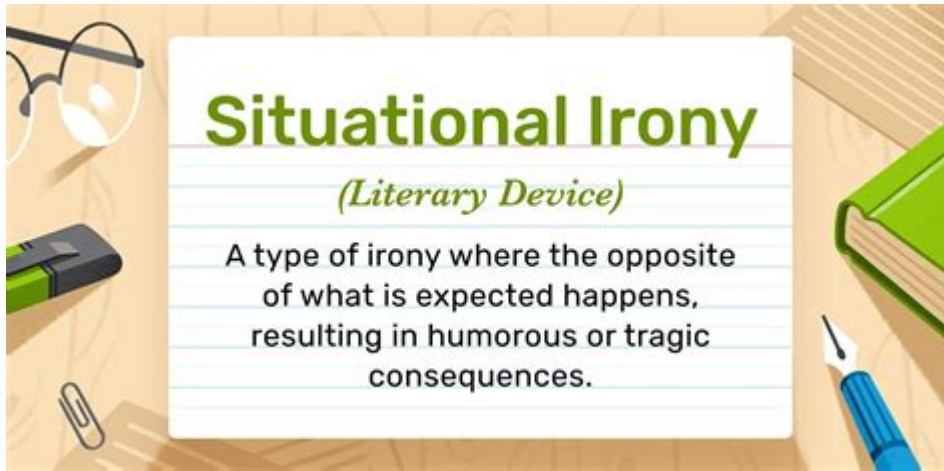 Situational Irony
(Literary Device)
A type of irony where the opposite
of what is expected happens,
resulting in humorous or tragic
consequences.